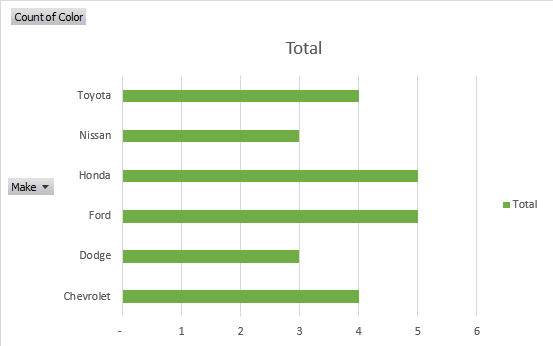 Count of Color
Total
Toyota
Nissan
Honda
Make
Ford
Total
Dodge
Chevrolet
- 1 2 3 4 5 6